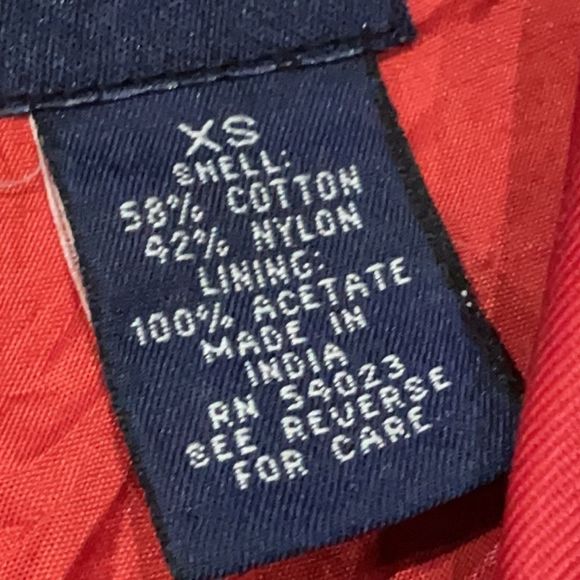 XS
SHELL:
58% COTTON
42% NYLON
LINING:
100% ACETATE
MADE IN
INDIA
RN 54023
SEE REVERSE
FOR CARE